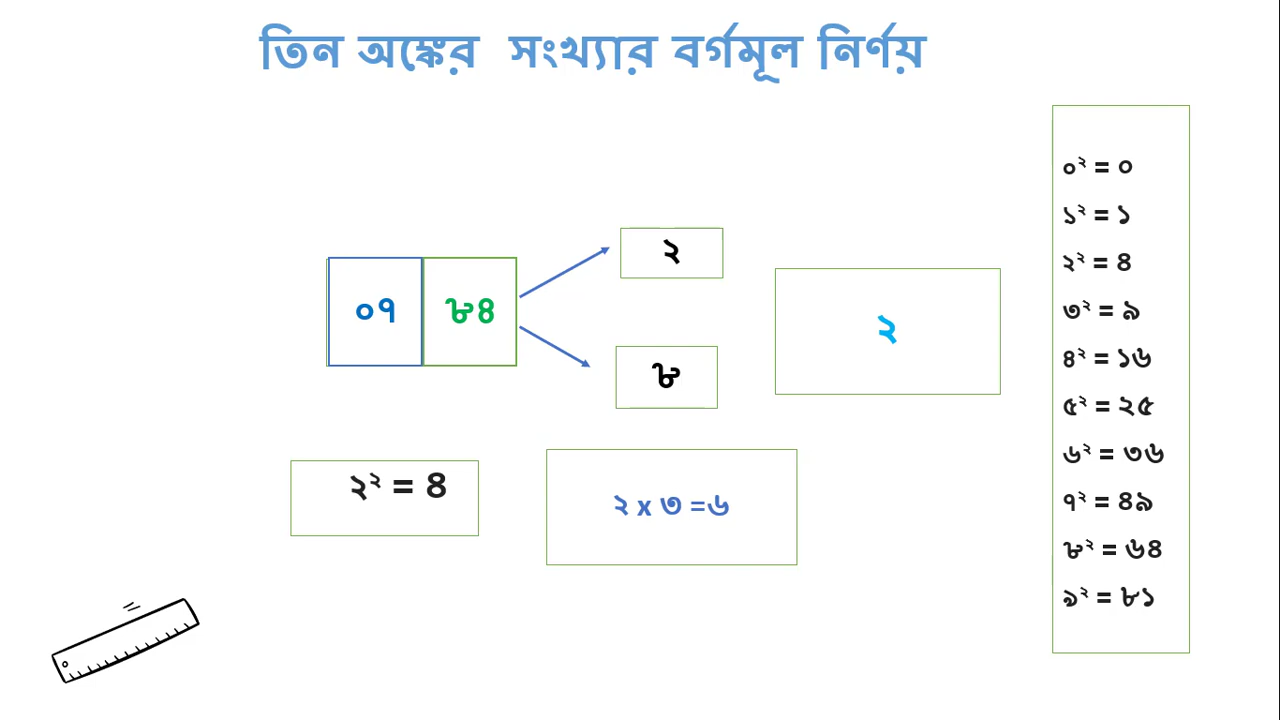 তিন অঙ্কের সংখ্যার বর্গমূল নির্ণয়
০৭ ৮৪
২
৮
২
২² = ৪
২ x ৩ =৬
০² = ০
১² = ১
২² = ৪
৩² = ৯
৪² = ১৬
৫² = ২৫
৬² = ৩৬
৭² = ৪৯
৮² = ৬৪
৯² = ৮১